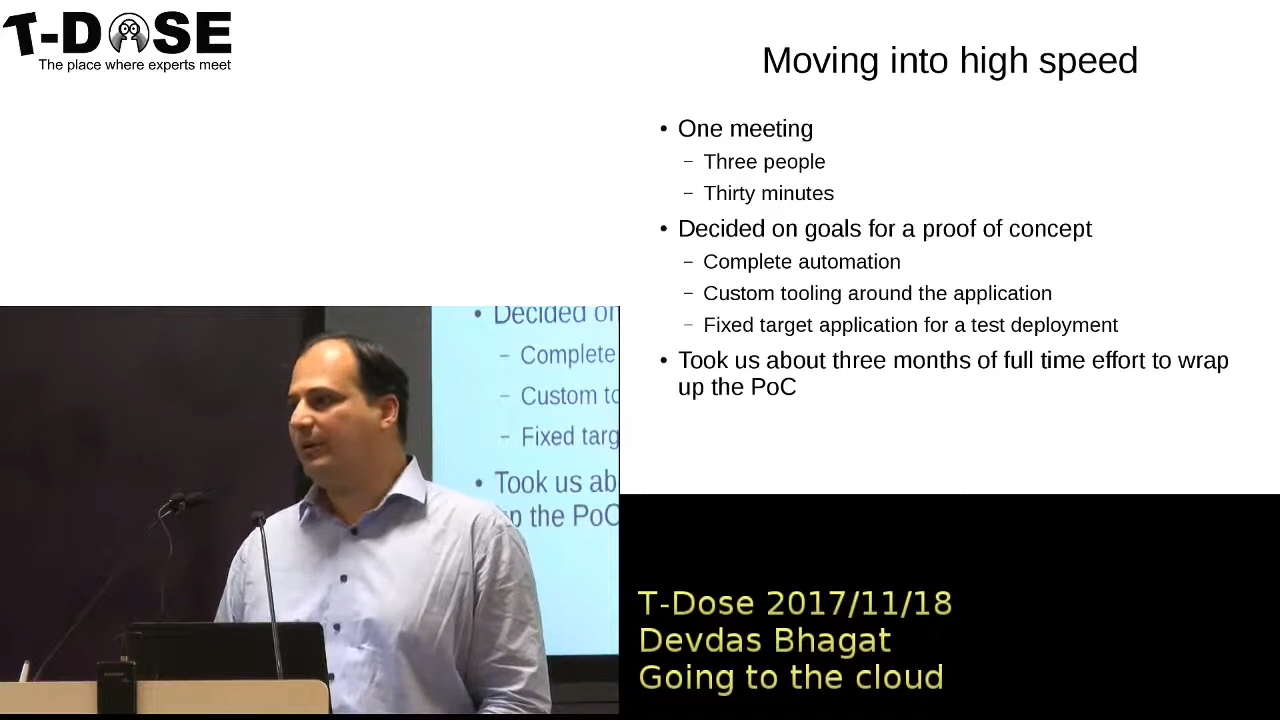 T-DOSE
The place where experts meet
Moving into high speed
• One meeting
– Three people
– Thirty minutes
• Decided on goals for a proof of concept
– Complete automation
– Custom tooling around the application
– Fixed target application for a test deployment
• Took us about three months of full time effort to wrap
up the PoC
• Decided on
– Complete
– Custom to
– Fixed targ
• Took us ab
p the PoC
T-Dose 2017/11/18
Devdas Bhagat
Going to the cloud